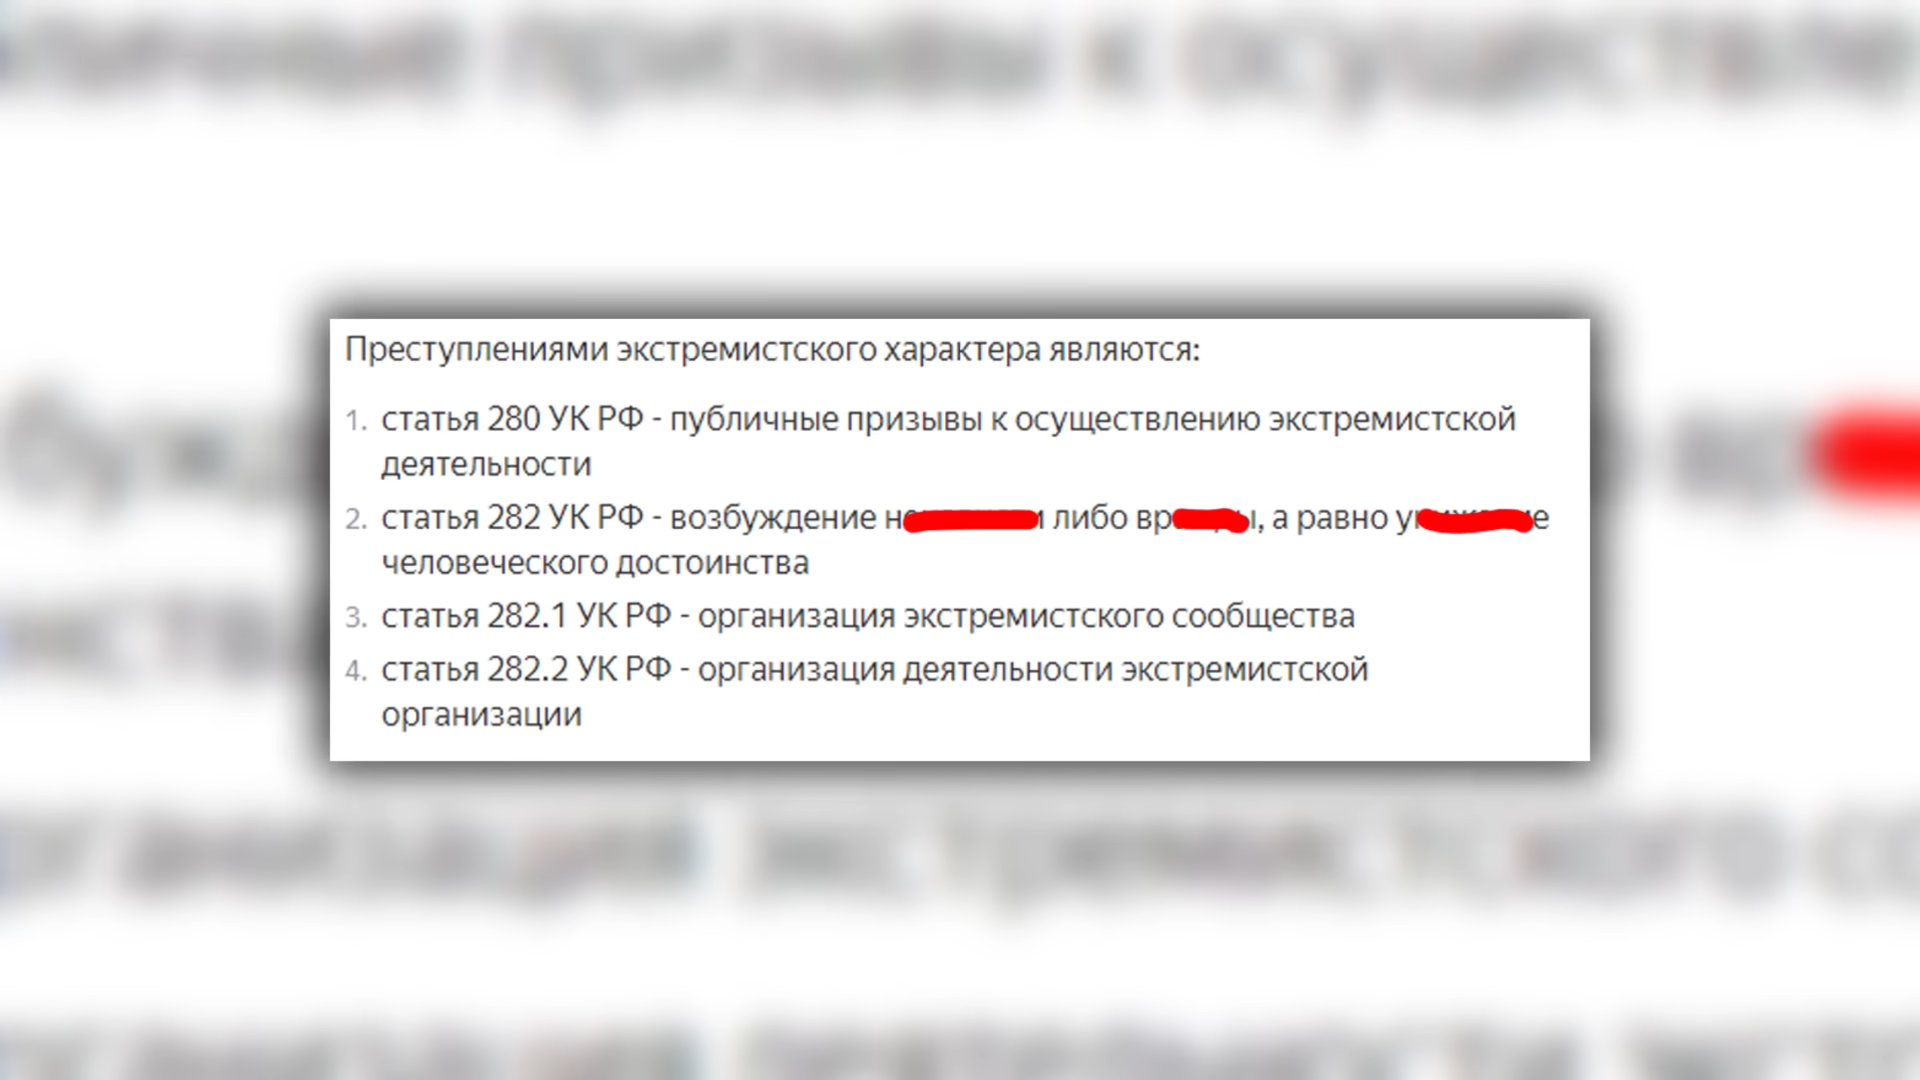 Преступлениями экстремистского характера являются:
1. статья 280 УК РФ - публичные призывы к осуществлению экстремистской
деятельности
2. статья 282 УК РФ - возбуждение либо а равно
человеческого достоинства
3. статья 282.1 УК РФ - организация экстремистского сообщества
4. статья 282.2 УК РФ - организация деятельности экстремистской
организации